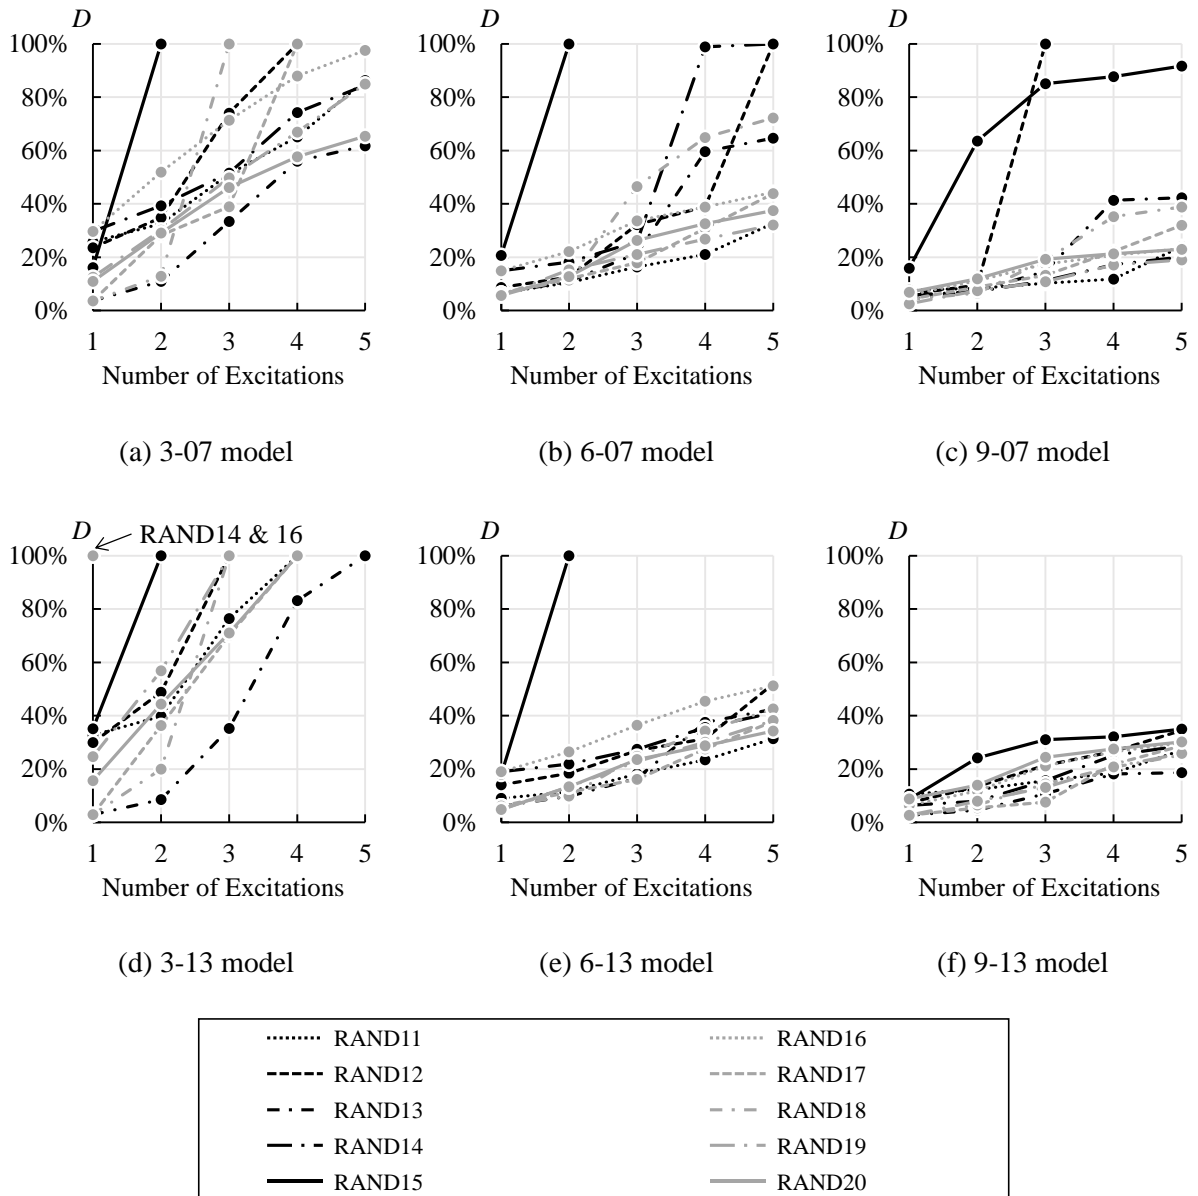 D
D
D
100%
80%
60%
40%
20%
0%
1 2 3 4 5
Number of Excitations
100%
80%
60%
40%
20%
0%
1 2 3 4 5
Number of Excitations
100%
80%
60%
40%
20%
0%
1 2 3 4 5
Number of Excitations
(a) 3-07 model
(b) 6-07 model
(c) 9-07 model
D
D
D
RAND14 & 16
100%
80%
60%
40%
20%
0%
1 2 3 4 5
Number of Excitations
100%
80%
60%
40%
20%
0%
1 2 3 4 5
Number of Excitations
100%
80%
60%
40%
20%
0%
1 2 3 4 5
Number of Excitations
(d) 3-13 model
(e) 6-13 model
(f) 9-13 model
RAND11
RAND12
RAND13
RAND14
RAND15
RAND16
RAND17
RAND18
RAND19
RAND20